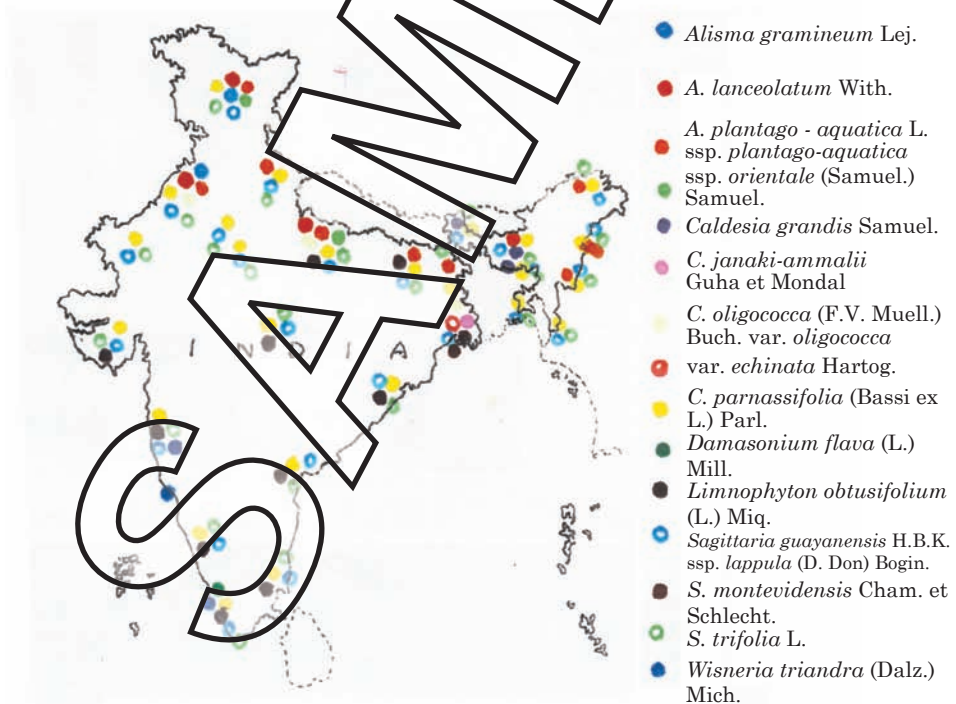 Alisma gramineum Lej.
A. lanceolatum With.
A. plantago - aquatica L.
ssp. plantago-aquatica
ssp. orientale (Samuel.)
Samuel.
Caldesia grandis Samuel.
C. janaki-ammalii
Guha et Mondal
C. oligococca (F.V. Muell.)
Buch. var. oligococca
var. echinata Hartog.
C. parnassifolia (Bassi ex
L.) Parl.
Damasonium flava (L.)
Mill.
Limnophyton obtusifolium
(L.) Miq.
Sagittaria guayanensis H.B.K.
ssp. lappula (D. Don) Bogin.
S. montevidensis Cham. et
Schlecht.
S. trifolia L.
Wisneria triandra (Dalz.)
Mich.
INDIA
SAM